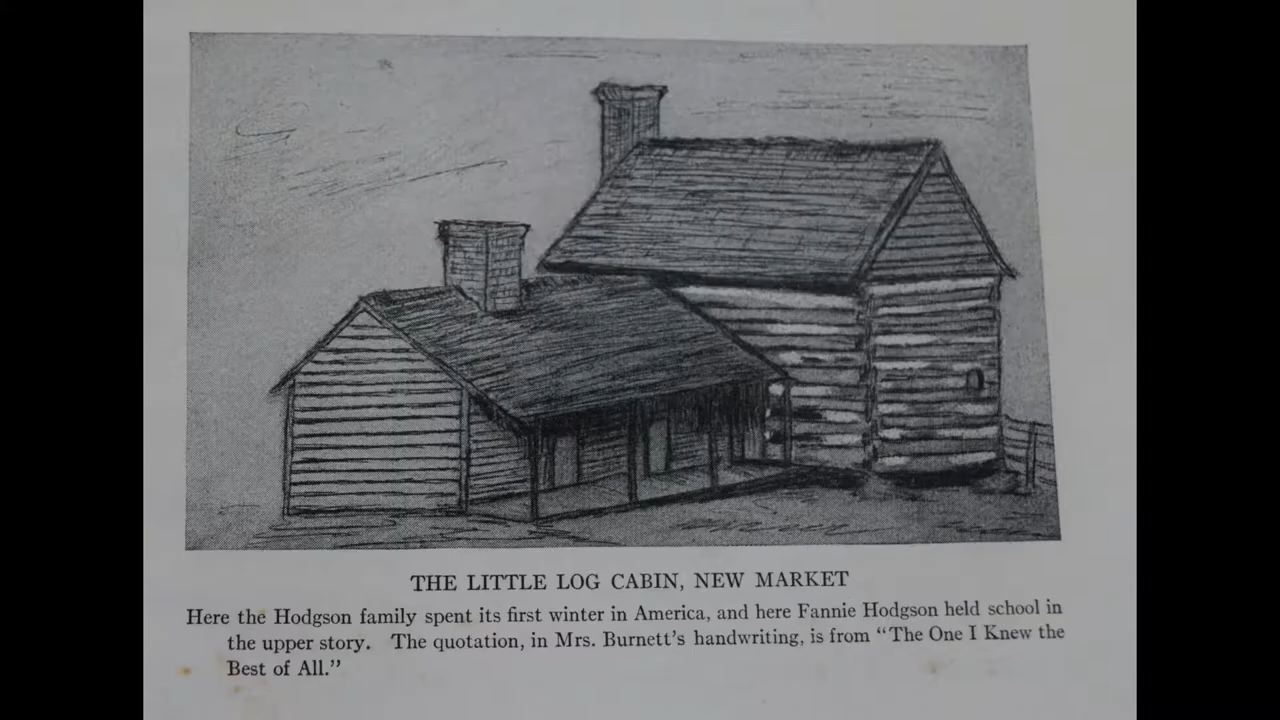 THE LITTLE LOG CABIN, NEW MARKET
Here the Hodgson family spent its first winter in America, and here Fannie Hodgson held school in
the upper story. The quotation, in Mrs. Burnett's handwriting, is from "The One I Knew the
Best of All."